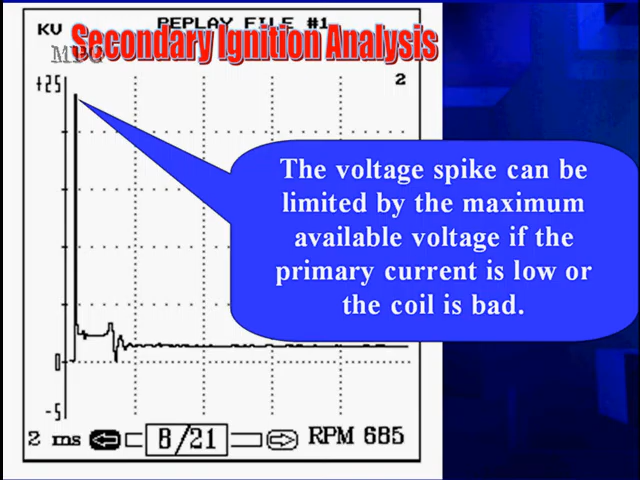 KV REPLAY FILE #1
Secondary Ignition Analysis
+25
2
The voltage spike can be
limited by the maximum
available voltage if the
primary current is low or
the coil is bad.
0
-5
2 ms 8/21 RPM 685